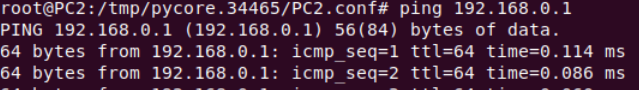 root@PC2:/tmp/pycore.34465/PC2.conf# ping 192.168.0.1
PING 192.168.0.1 (192.168.0.1) 56(84) bytes of data.
64 bytes from 192.168.0.1: icmp_seq=1 ttl=64 time=0.114 ms
64 bytes from 192.168.0.1: icmp_seq=2 ttl=64 time=0.086 ms